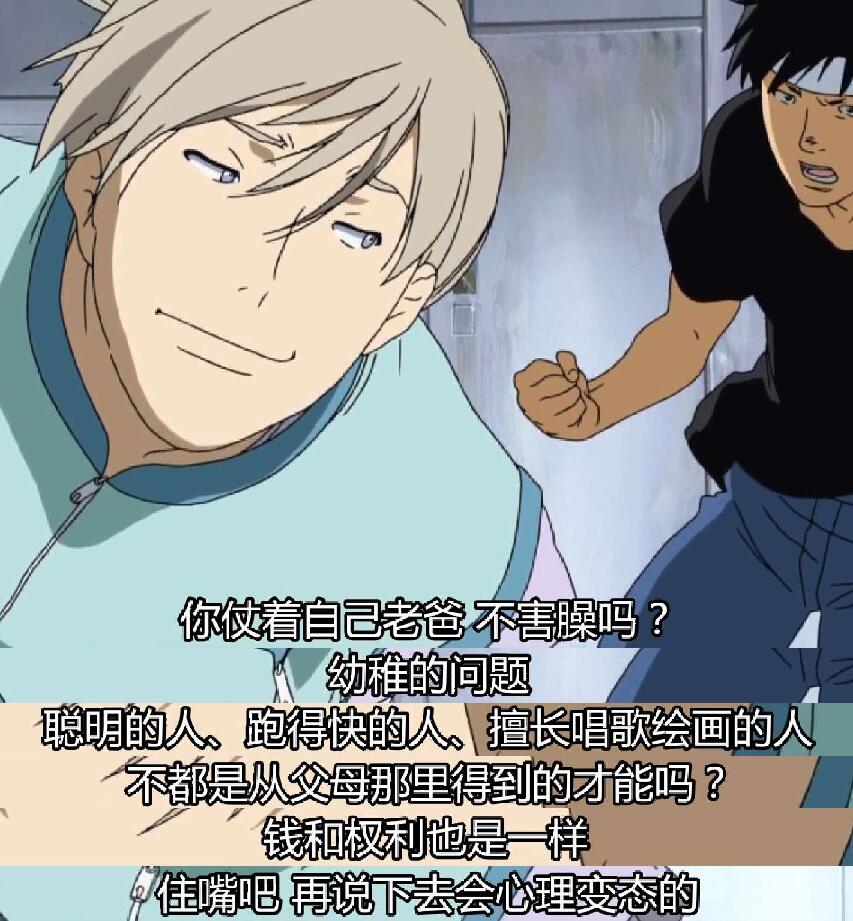 你仗着自己老爸 不害臊吗？
幼稚的问题
聪明的人、跑得快的人、擅长唱歌绘画的人
不都是从父母那里得到的才能吗？
钱和权利也是一样
住嘴吧 再说下去会心理变态的